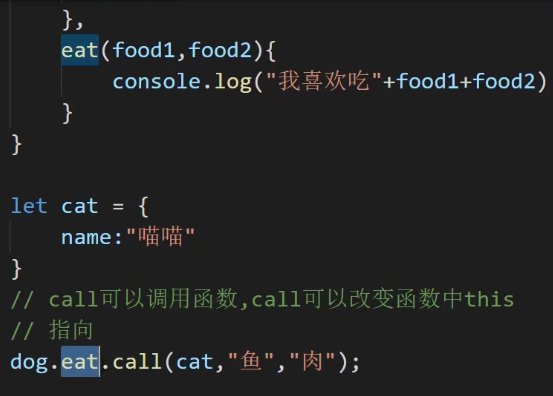 },
eat(food1,food2){
console.log("我喜欢吃"+food1+food2)
}
}
let cat = {
name:"喵喵"
}
// call可以调用函数,call可以改变函数中this
// 指向
dog.eat.call(cat,"鱼","肉");